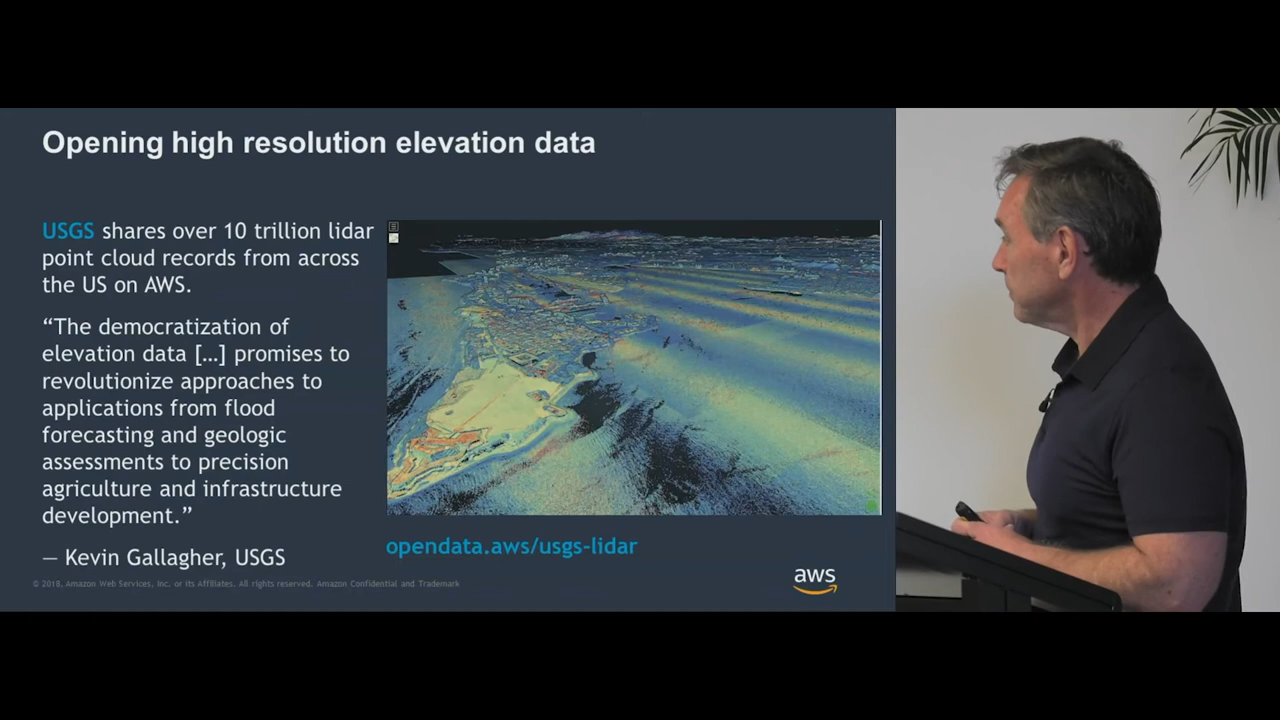 Opening high resolution elevation data
USGS shares over 10 trillion lidar
point cloud records from across
the US on AWS.
“The democratization of
elevation data […] promises to
revolutionize approaches to
applications from flood
forecasting and geologic
assessments to precision
agriculture and infrastructure
development.”
— Kevin Gallagher, USGS
opendata.aws/usgs-lidar
© 2018, Amazon Web Services, Inc. or its Affiliates. All rights reserved. Amazon Confidential and Trademark
aws